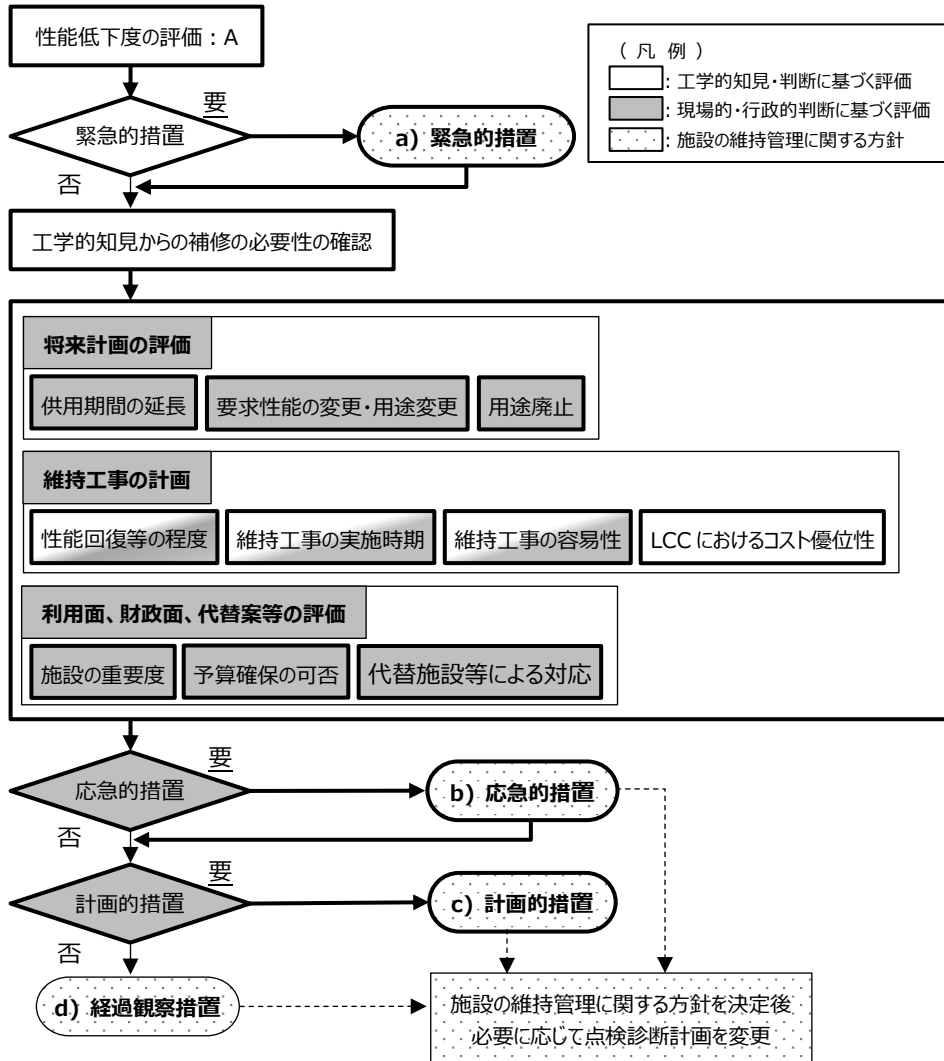 性能低下度の評価：A
（ 凡 例 ）
: 工学的知見・判断に基づく評価
: 現場的・行政的判断に基づく評価
: 施設の維持管理に関する方針
要
緊急的措置
a) 緊急的措置
否
工学的知見からの補修の必要性の確認
将来計画の評価
供用期間の延長
要求性能の変更・用途変更
用途廃止
維持工事の計画
性能回復等の程度
維持工事の実施時期
維持工事の容易性
LCC におけるコスト優位性
利用面、財政面、代替案等の評価
施設の重要度
予算確保の可否
代替施設等による対応
要
応急的措置
b) 応急的措置
否
要
計画的措置
c) 計画的措置
否
d) 経過観察措置
施設の維持管理に関する方針を決定後
必要に応じて点検診断計画を変更